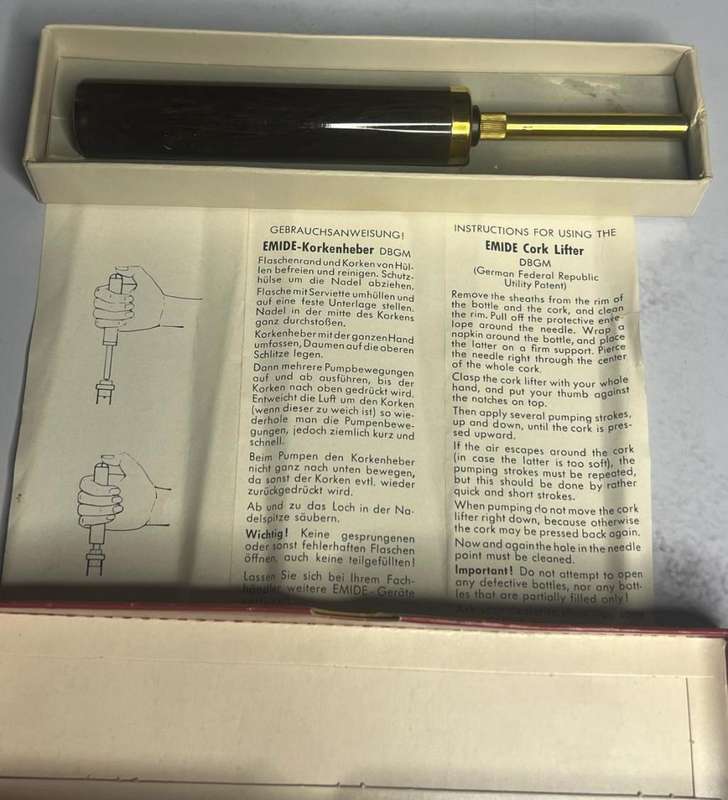 GEBRAUCHSANWEISUNG!
EMIDE-Korkenheber DBGM
Flaschenrand und Korken von Hül-
len befreien und reinigen. Schutz-
hülse um die Nadel abziehen.
Flasche mit Serviette umhüllen und
auf eine feste Unterlage stellen.
Nadel in der mitte des Korkens
ganz durchstoßen.
Korkenheber mit der ganzen Hand
umfassen, Daumen auf die oberen
Schlitze legen.
Dann mehrere Pumpbewegungen
auf und ab ausführen, bis der
Korken nach oben gedrückt wird.
Entweicht die Luft um den Korken
(wenn dieser zu weich ist) so wie-
derhole man die Pumpenbewe-
gungen, jedoch ziemlich kurz und
schnell.
Beim Pumpen den Korkenheber
nicht ganz nach unten bewegen,
da sonst der Korken evtl. wieder
zurückgedrückt wird.
Ab und zu das Loch in der Na-
delspitze säubern.
Wichtig! Keine gesprungenen
oder sonst fehlerhaften Flaschen
öffnen, auch keine teilgefüllten!
Lassen Sie sich bei Ihrem Fach-
händler weitere EMIDE-Geräte
INSTRUCTIONS FOR USING THE
EMIDE Cork Lifter
DBGM
(German Federal Republic
Utility Patent)
Remove the sheaths from the rim of
the bottle and the cork, and clean
the rim. Pull off the protective enve-
lope around the needle. Wrap a
napkin around the bottle, and place
the latter on a firm support. Pierce
the needle right through the center
of the whole cork.
Clasp the cork lifter with your whole
hand, and put your thumb against
the notches on top.
Then apply several pumping strokes,
up and down, until the cork is pres-
sed upward.
If the air escapes around the cork
(in case the latter is too soft), the
pumping strokes must be repeated,
but this should be done by rather
quick and short strokes.
When pumping do not move the cork
lifter right down, because otherwise
the cork may be pressed back again.
Now and again the hole in the needle
point must be cleaned.
Important! Do not attempt to open
any defective bottles, nor any bott-
les that are partially filled only!